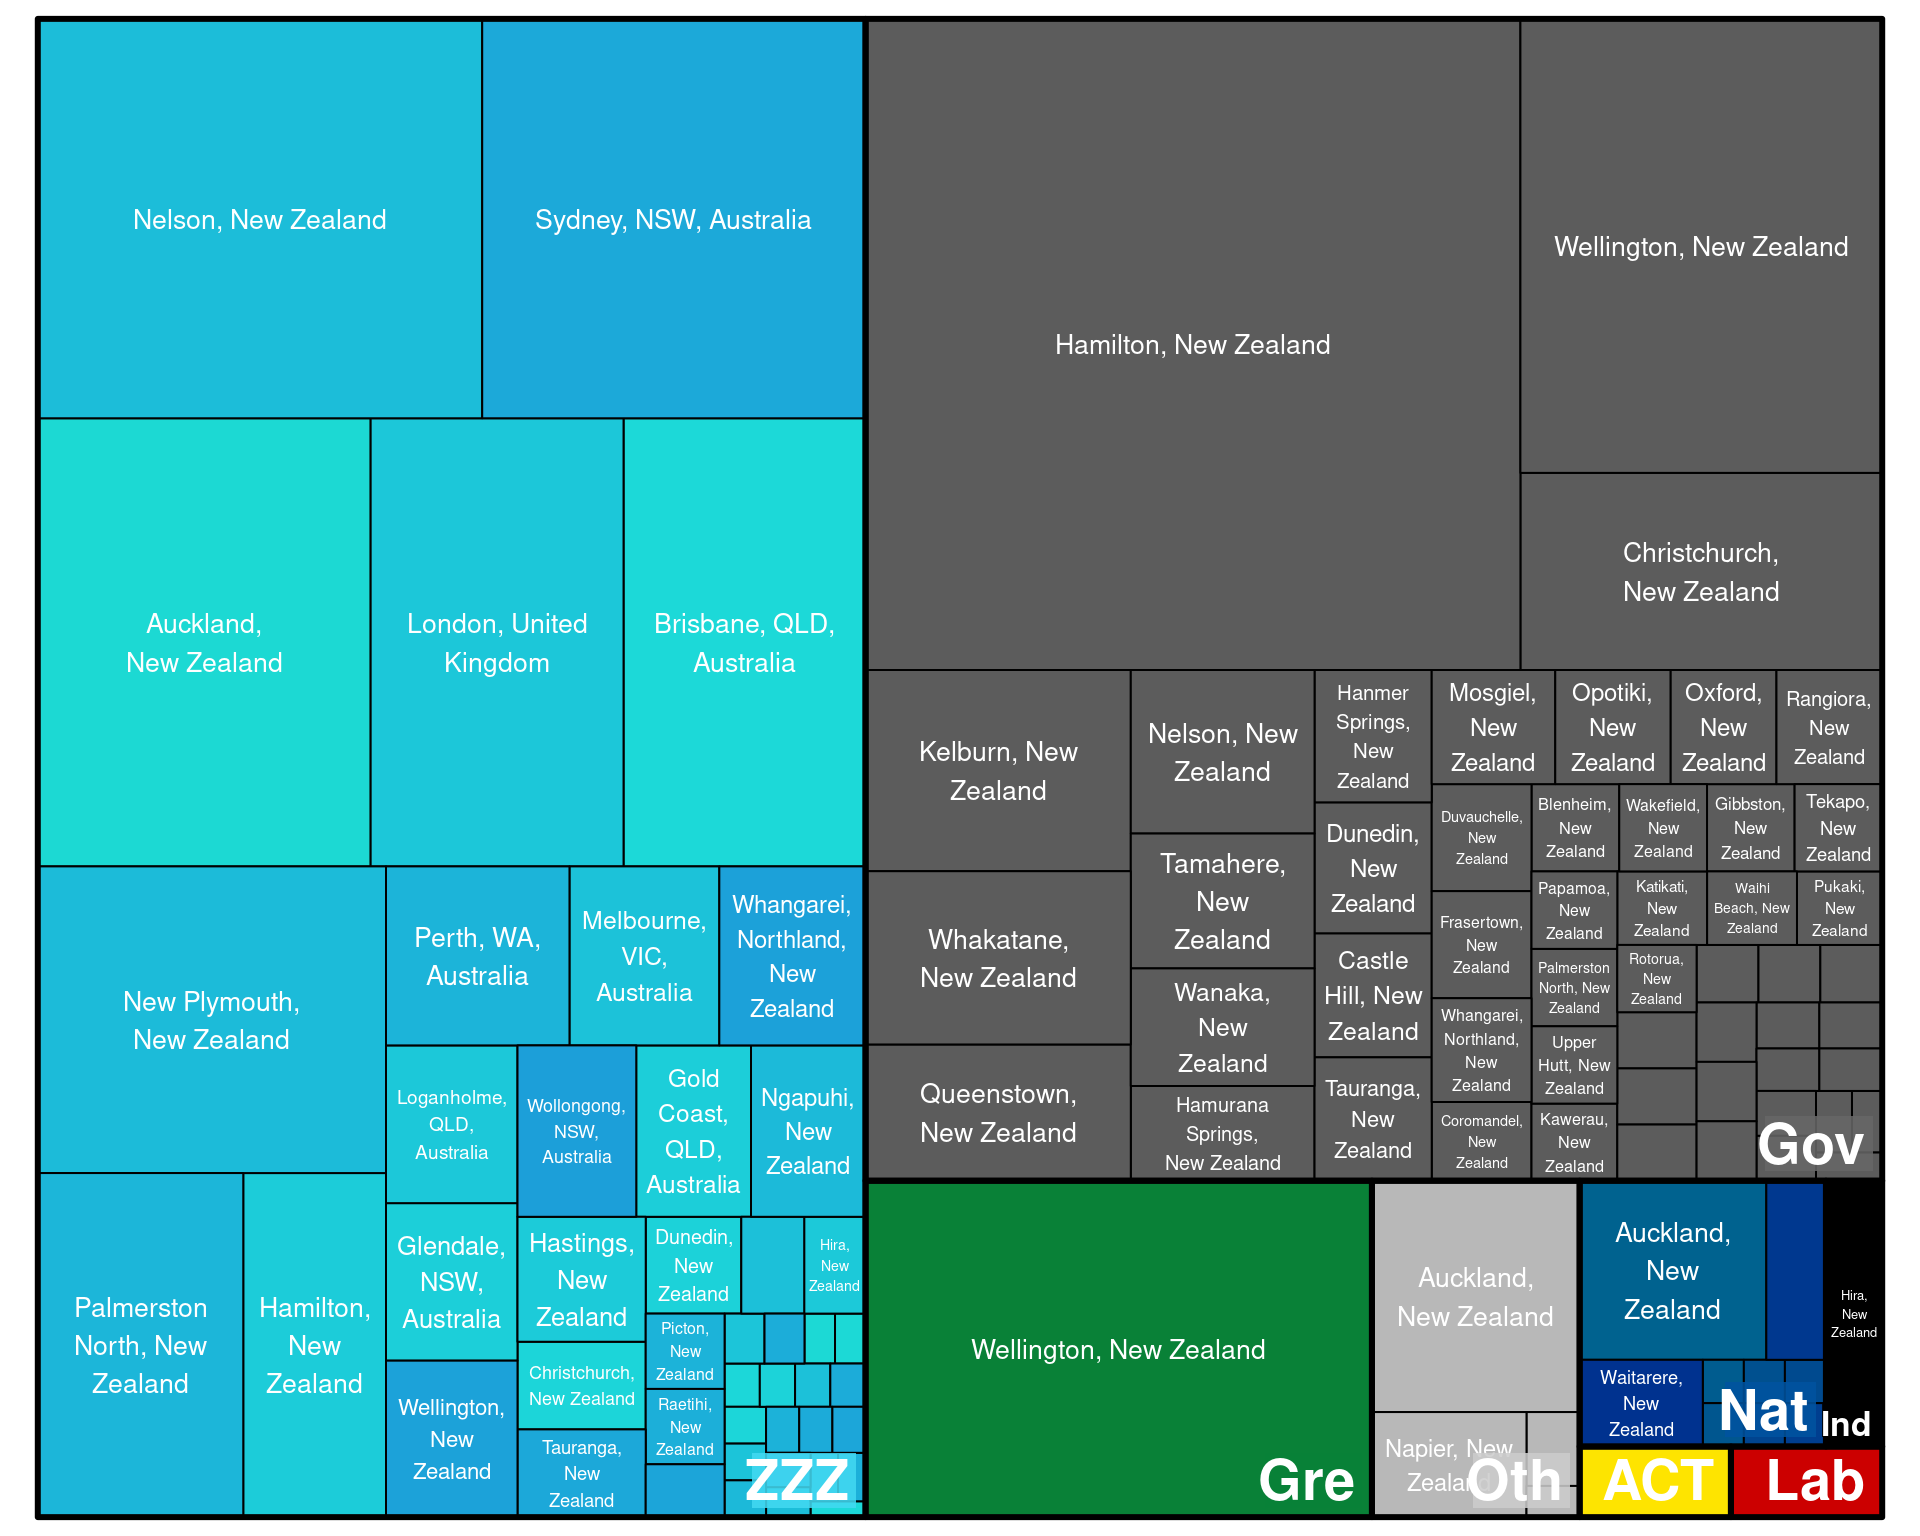 Nelson, New Zealand
Sydney, NSW, Australia
Auckland,
New Zealand
London, United
Kingdom
Brisbane, QLD,
Australia
New Plymouth,
New Zealand
Perth, WA,
Australia
Melbourne,
VIC,
Australia
Whangarei,
Northland,
New
Zealand
Loganholme,
QLD,
Australia
Wollongong,
NSW,
Australia
Gold
Coast,
QLD,
Australia
Ngapuhi,
New
Zealand
Palmerston
North, New
Zealand
Hamilton,
New
Zealand
Glendale,
NSW,
Australia
Hastings,
New
Zealand
Dunedin,
New
Zealand
Hira,
New
Zealand
Wellington,
New
Zealand
Christchurch,
New Zealand
Picton,
New
Zealand
Tauranga,
New
Zealand
Raetihi,
New
Zealand
ZZZ
Hamilton, New Zealand
Wellington, New Zealand
Christchurch,
New Zealand
Kelburn, New
Zealand
Whakatane,
New Zealand
Queenstown,
New Zealand
Nelson, New
Zealand
Tamahere,
New
Zealand
Wanaka,
New
Zealand
Hamurana
Springs,
New Zealand
Hanmer
Springs,
New
Zealand
Dunedin,
New
Zealand
Castle
Hill, New
Zealand
Tauranga,
New
Zealand
Mosgiel,
New
Zealand
Opotiki,
New
Zealand
Oxford,
New
Zealand
Rangiora,
New
Zealand
Duvauchelle,
New
Zealand
Frasertown,
New
Zealand
Whangarei,
Northland,
New
Zealand
Coromandel,
New
Zealand
Blenheim,
New
Zealand
Wakefield,
New
Zealand
Gibbston,
New
Zealand
Tekapo,
New
Zealand
Papamoa,
New
Zealand
Katikati,
New
Zealand
Waihi
Beach, New
Zealand
Pukaki,
New
Zealand
Palmerston
North, New
Zealand
Rotorua,
New
Zealand
Upper
Hutt, New
Zealand
Kawerau,
New
Zealand
Gov
Wellington, New Zealand
Gre
Auckland,
New Zealand
Napier, New
Zealand
Oth
Auckland,
New
Zealand
Waitarere,
New
Zealand
Nat
Hira,
New
Zealand
Ind
ACT
Lab